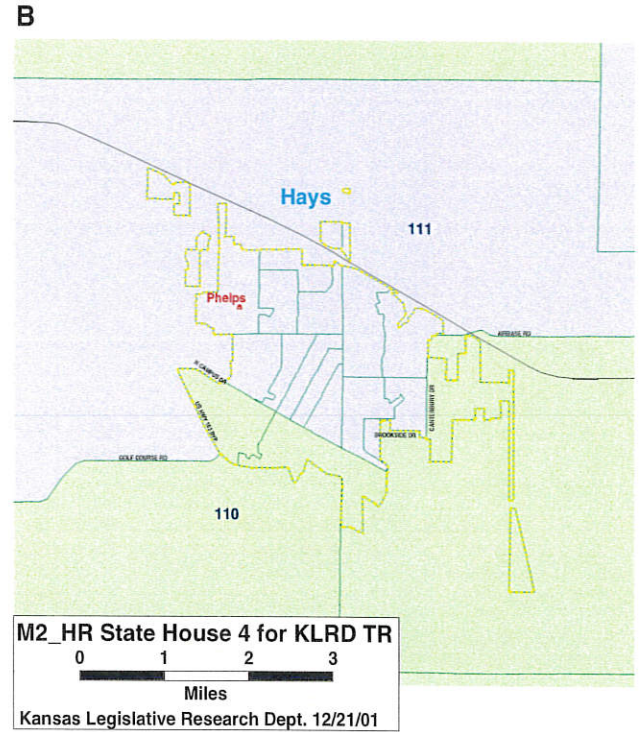 B
Hays
111
Phelps
AIRBASE RD
N CAMPUS DR
CANTERBURY DR
US HWY 183 ALT
BROOKSIDE DR
GOLF COURSE RD
110
M2_HR State House 4 for KLRD TR
0 1 2 3
Miles
Kansas Legislative Research Dept. 12/21/01